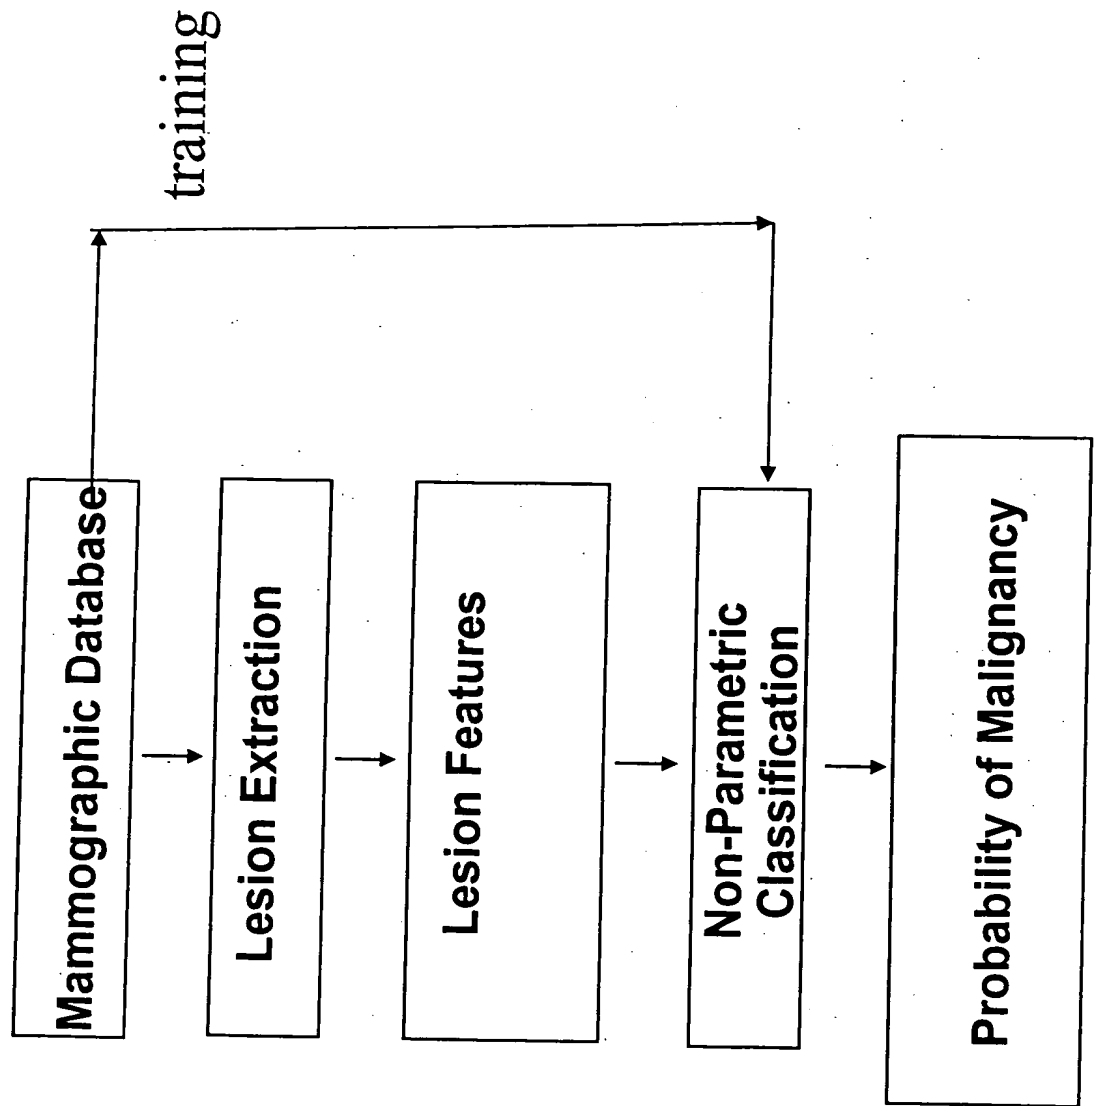 Mammographic Database
Lesion Extraction
Lesion Features
Non-Parametric
Classification
Probability of Malignancy
training